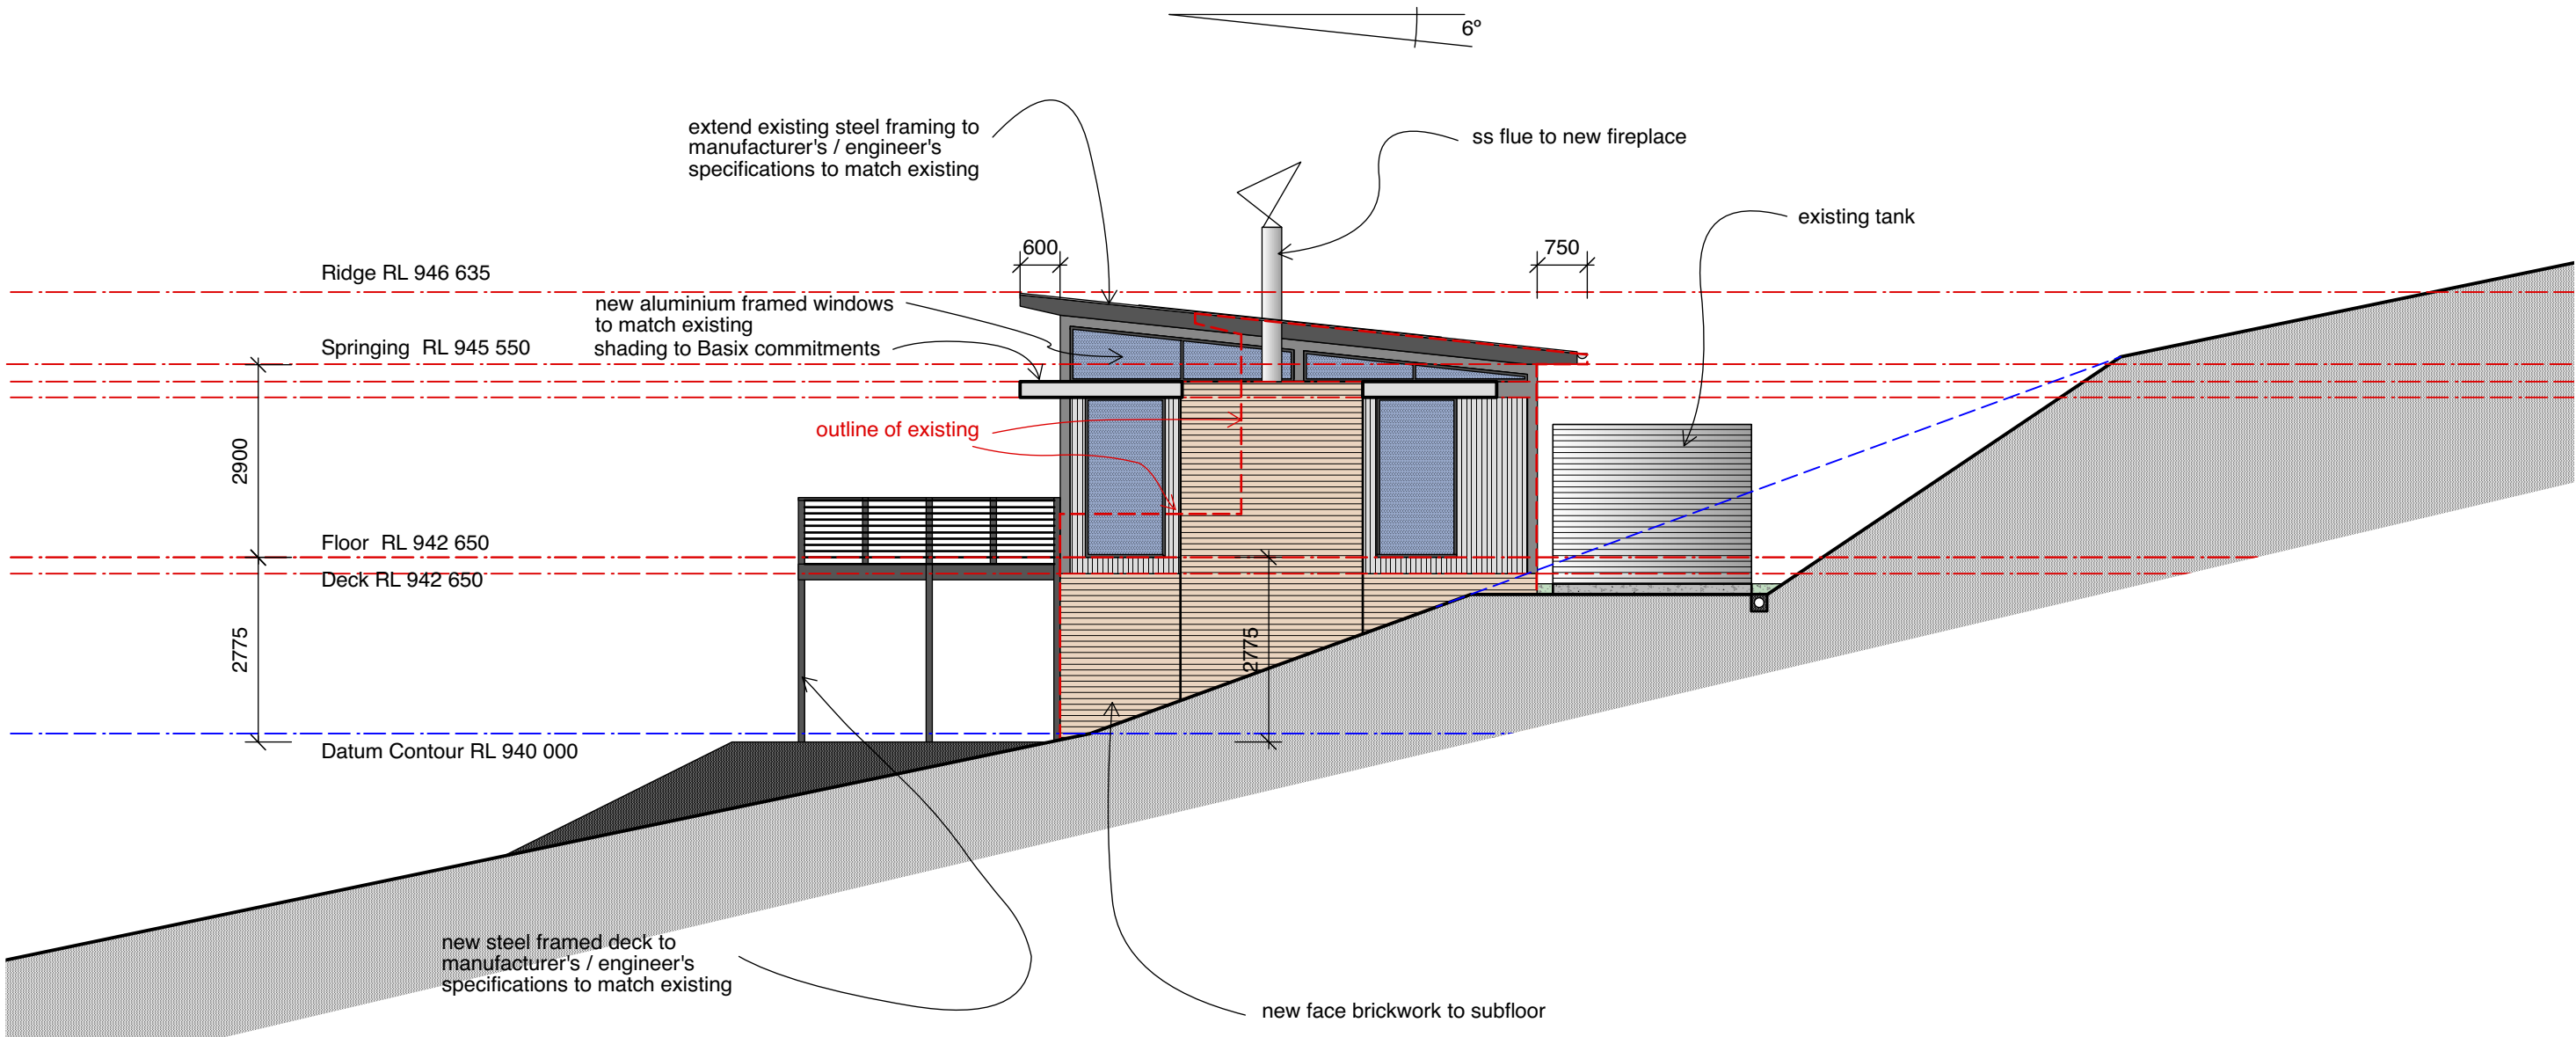 6º
extend existing steel framing to
manufacturer's / engineer's
specifications to match existing
ss flue to new fireplace
existing tank
600
750
Ridge RL 946 635
new aluminium framed windows
to match existing
shading to Basix commitments
Springing RL 945 550
outline of existing
2900
Floor RL 942 650
Deck RL 942 650
2775
2775
Datum Contour RL 940 000
new steel framed deck to
manufacturer's / engineer's
specifications to match existing
new face brickwork to subfloor